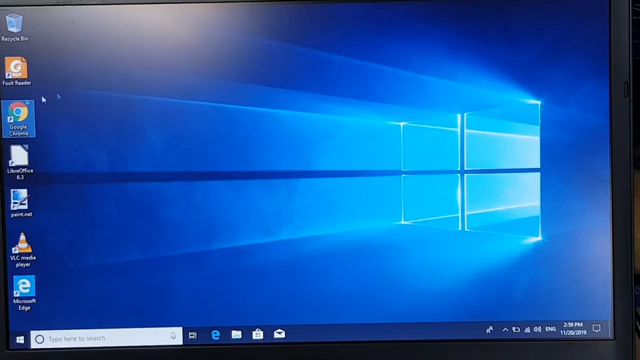 Recycle Bin
Foxit Reader
Google
Chrome
LibreOffice
6.3
paint.net
VLC media
player
Microsoft
Edge
Type here to search
ENG
2:59 PM
11/20/2019